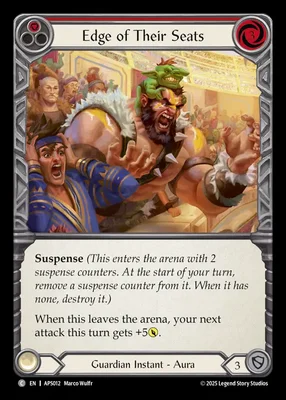 Edge of Their Seats
Suspense (This enters the arena with 2
suspense counters. At the start of your turn,
remove a suspense counter from it. When it has
none, destroy it.)
When this leaves the arena, your next
attack this turn gets +5
Guardian Instant - Aura
3
C EN | APS012 Marco Wulfr
© 2025 Legend Story Studios